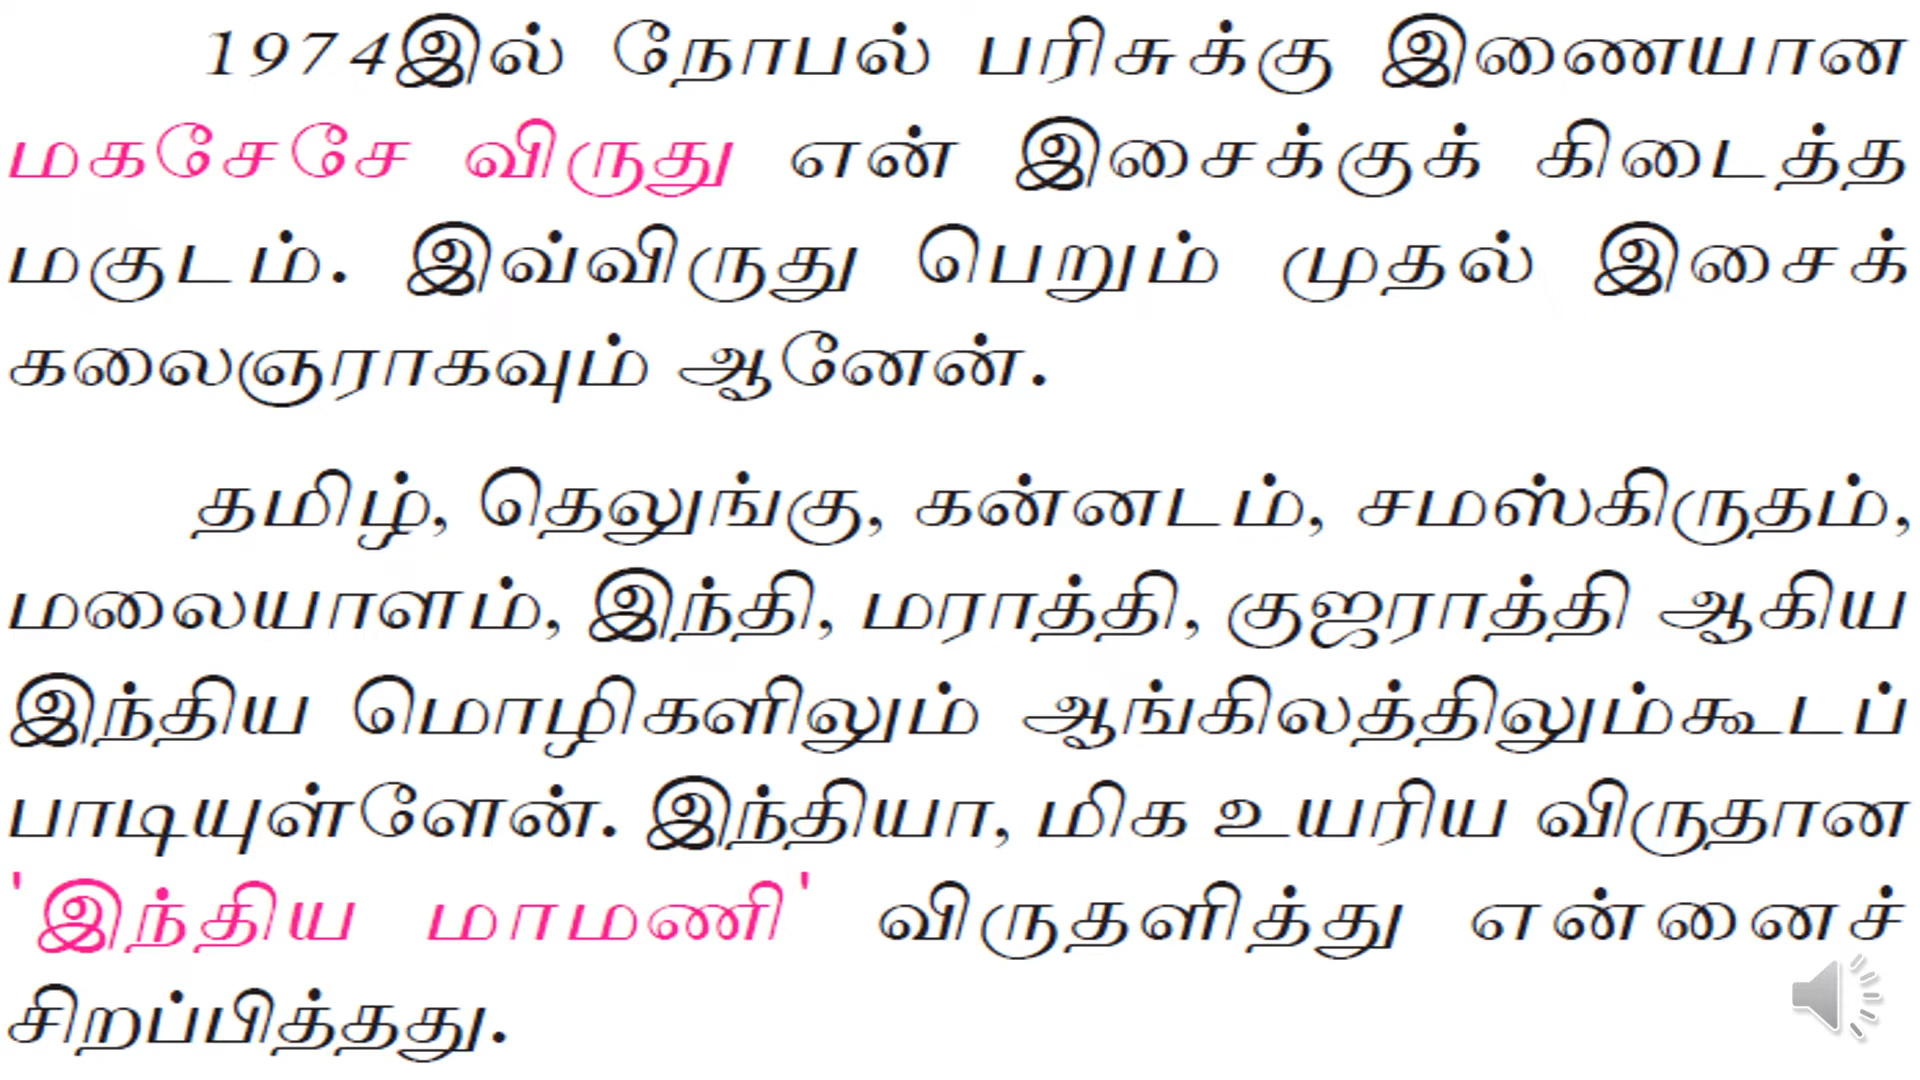 1974இல் நோபல் பரிசுக்கு இணையான
மகசேசே விருது என் இசைக்குக் கிடைத்த
மகுடம். இவ்விருது பெறும் முதல் இசைக்
கலைஞராகவும் ஆனேன்.
தமிழ், தெலுங்கு, கன்னடம், சமஸ்கிருதம்,
மலையாளம், இந்தி, மராத்தி, குஜராத்தி ஆகிய
இந்திய மொழிகளிலும் ஆங்கிலத்திலும்கூடப்
பாடியுள்ளேன். இந்தியா, மிக உயரிய விருதான
'இந்திய மாமணி' விருதளித்து என்னைச்
சிறப்பித்தது.